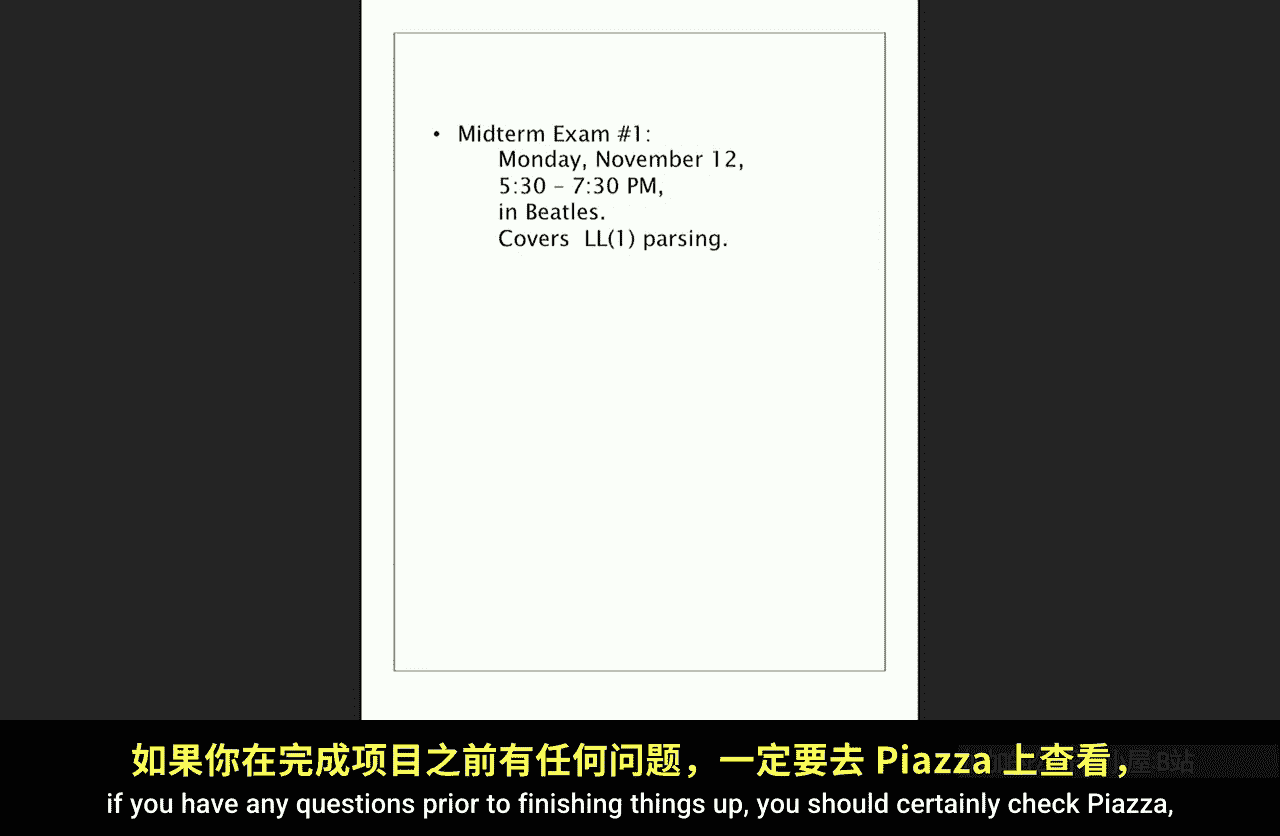 • Midterm Exam #1:
Monday, November 12,
5:30 – 7:30 PM,
in Beatles.
Covers LL(1) parsing.
如果你在完成项目之前有任何问题，一定要去 Piazza 上查看，
if you have any questions prior to finishing things up, you should certainly check Piazza,